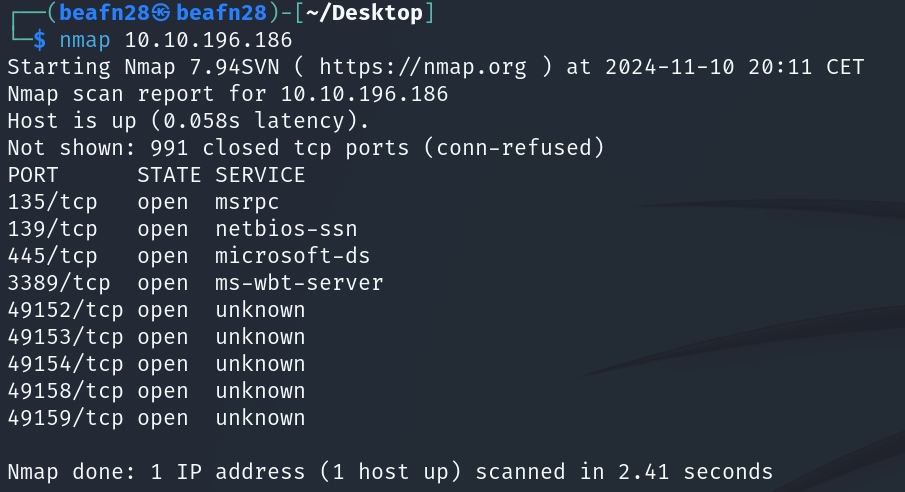 ┌──(beafn28㉿beafn28)-[~/Desktop]
└─$ nmap 10.10.196.186
Starting Nmap 7.94SVN ( https://nmap.org ) at 2024-11-10 20:11 CET
Nmap scan report for 10.10.196.186
Host is up (0.058s latency).
Not shown: 991 closed tcp ports (conn-refused)
PORT      STATE SERVICE
135/tcp   open  msrpc
139/tcp   open  netbios-ssn
445/tcp   open  microsoft-ds
3389/tcp  open  ms-wbt-server
49152/tcp open  unknown
49153/tcp open  unknown
49154/tcp open  unknown
49158/tcp open  unknown
49159/tcp open  unknown

Nmap done: 1 IP address (1 host up) scanned in 2.41 seconds